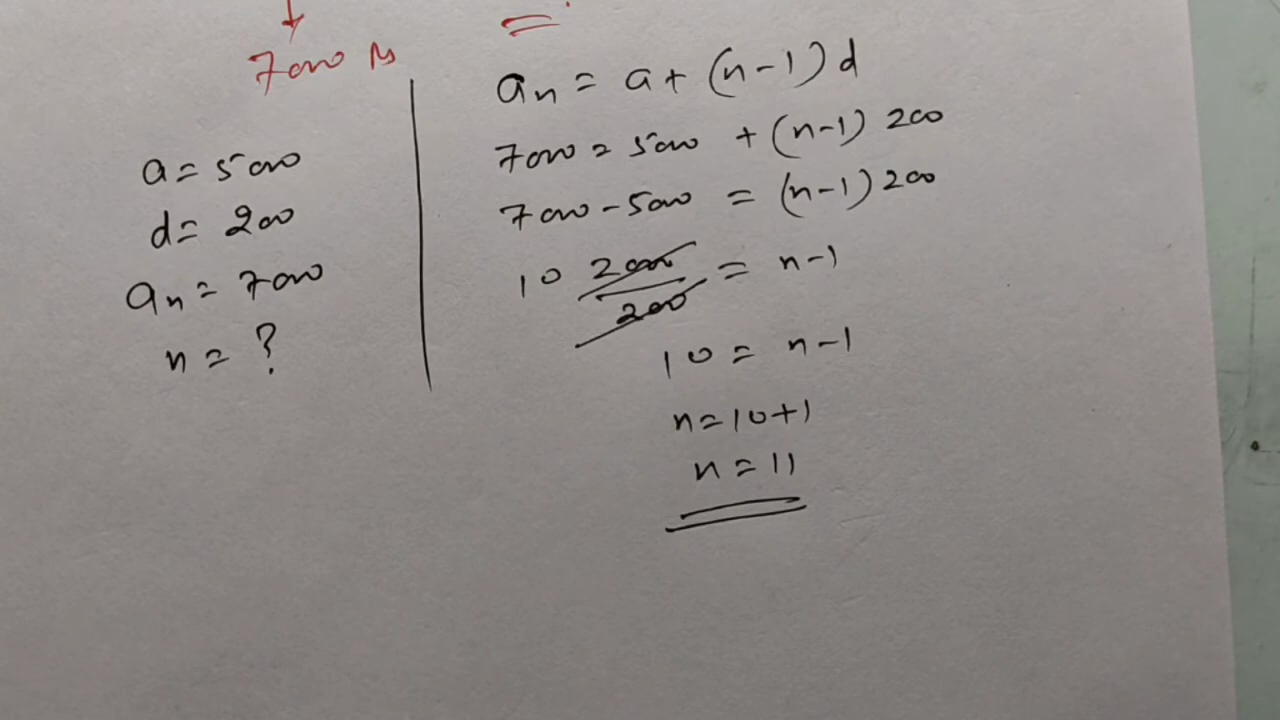 7000 Rs
a = 5000
d = 200
an = 7000
n = ?
an = a + (n-1) d
7000 = 5000 + (n-1) 200
7000 - 5000 = (n-1) 200
10 2000/200 = n-1
10 = n-1
n = 10+1
n = 11